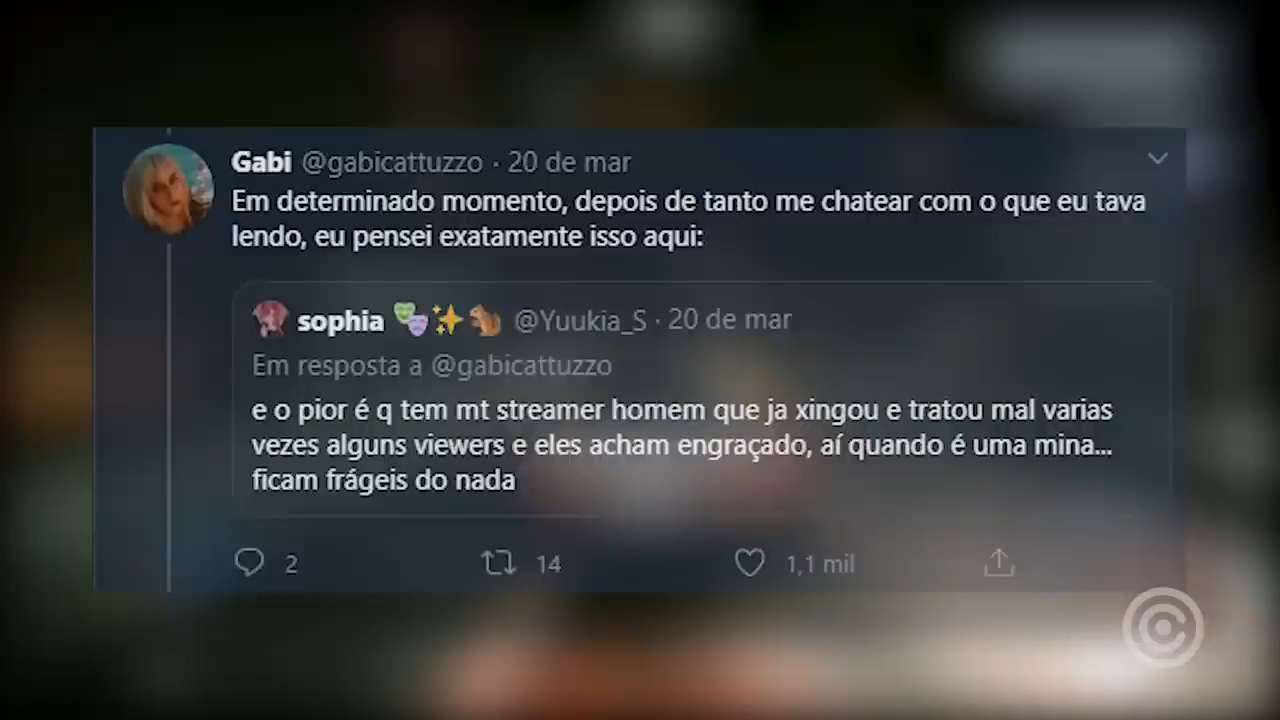 Gabi @gabicattuzzo · 20 de mar
Em determinado momento, depois de tanto me chatear com o que eu tava
lendo, eu pensei exatamente isso aqui:
sophia 🎭✨🐿️ @Yuukia_S · 20 de mar
Em resposta a @gabicattuzzo
e o pior é q tem mt streamer homem que ja xingou e tratou mal varias
vezes alguns viewers e eles acham engraçado, aí quando é uma mina...
ficam frágeis do nada
2 14 1,1 mil